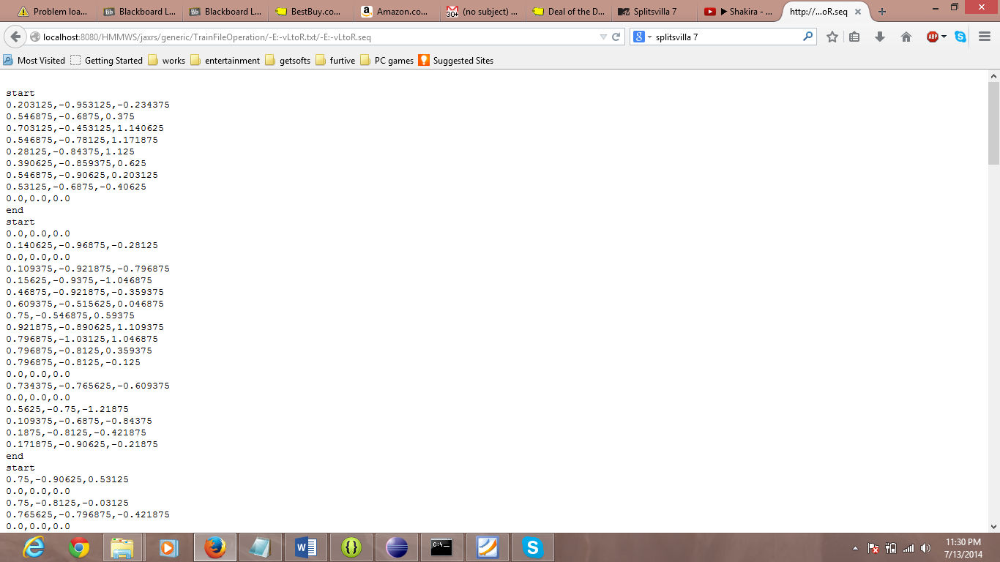 Problem loa...
Blackboard L...
Blackboard L...
BestBuy.co...
Amazon.co...
30+
(no subject) ...
Deal of the D...
Splitsvilla 7
▶ Shakira - ...
http://...oR.seq
localhost:8080/HMMWS/jaxrs/generic/TrainFileOperation/-E:-vLtoR.txt/-E:-vLtoR.seq
splitsvilla 7
ABP
Most Visited
Getting Started
works
entertainment
getsofts
furtive
PC games
Suggested Sites
start
0.203125,-0.953125,-0.234375
0.546875,-0.6875,0.375
0.703125,-0.453125,1.140625
0.546875,-0.78125,1.171875
0.28125,-0.84375,1.125
0.390625,-0.859375,0.625
0.546875,-0.90625,0.203125
0.53125,-0.6875,-0.40625
0.0,0.0,0.0
end
start
0.0,0.0,0.0
0.140625,-0.96875,-0.28125
0.0,0.0,0.0
0.109375,-0.921875,-0.796875
0.15625,-0.9375,-1.046875
0.46875,-0.921875,-0.359375
0.609375,-0.515625,0.046875
0.75,-0.546875,0.59375
0.921875,-0.890625,1.109375
0.796875,-1.03125,1.046875
0.796875,-0.8125,0.359375
0.796875,-0.8125,-0.125
0.0,0.0,0.0
0.734375,-0.765625,-0.609375
0.0,0.0,0.0
0.5625,-0.75,-1.21875
0.109375,-0.6875,-0.84375
0.1875,-0.8125,-0.421875
0.171875,-0.90625,-0.21875
end
start
0.75,-0.90625,0.53125
0.0,0.0,0.0
0.75,-0.8125,-0.03125
0.765625,-0.796875,-0.421875
0.0,0.0,0.0
11:30 PM
7/13/2014